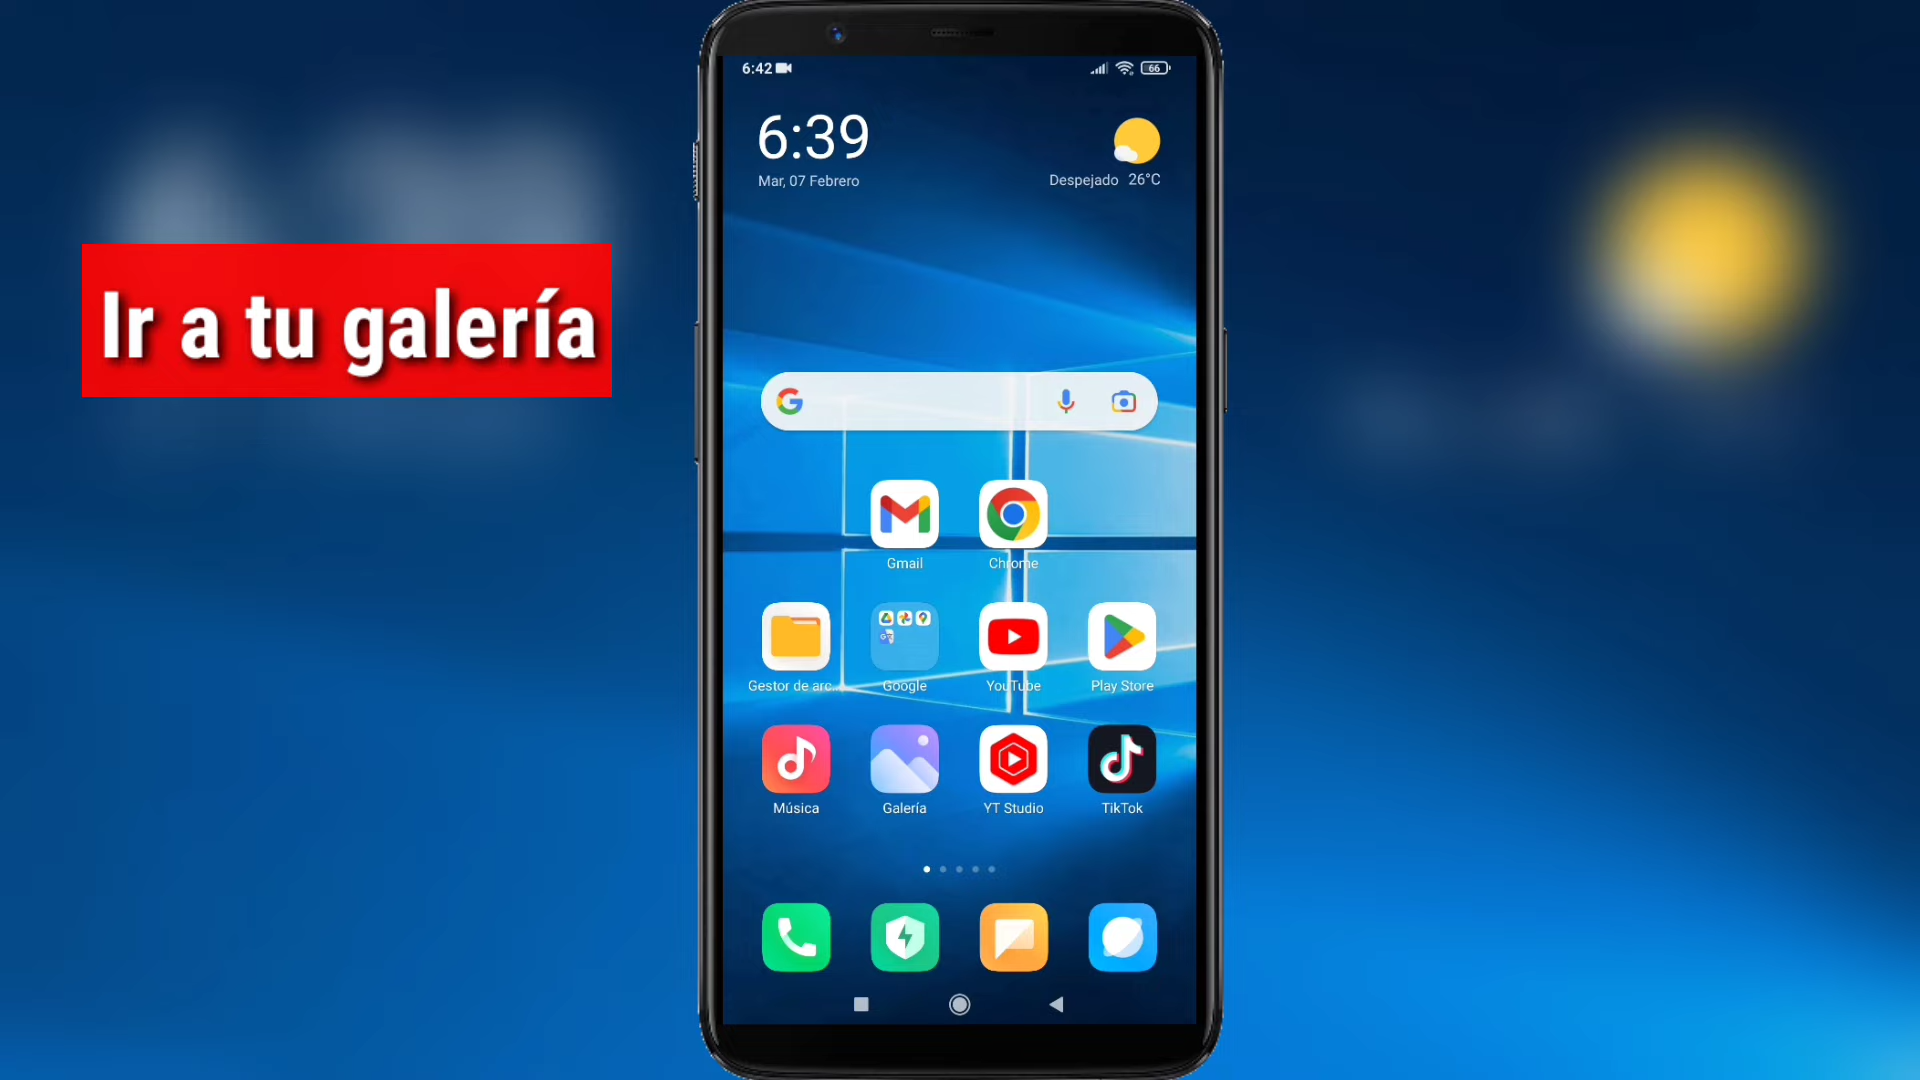 Ir a tu galería
6:42
66
6:39
Mar, 07 Febrero
Despejado 26°C
Gmail
Chrome
Gestor de arc...
Google
YouTube
Play Store
Música
Galería
YT Studio
TikTok